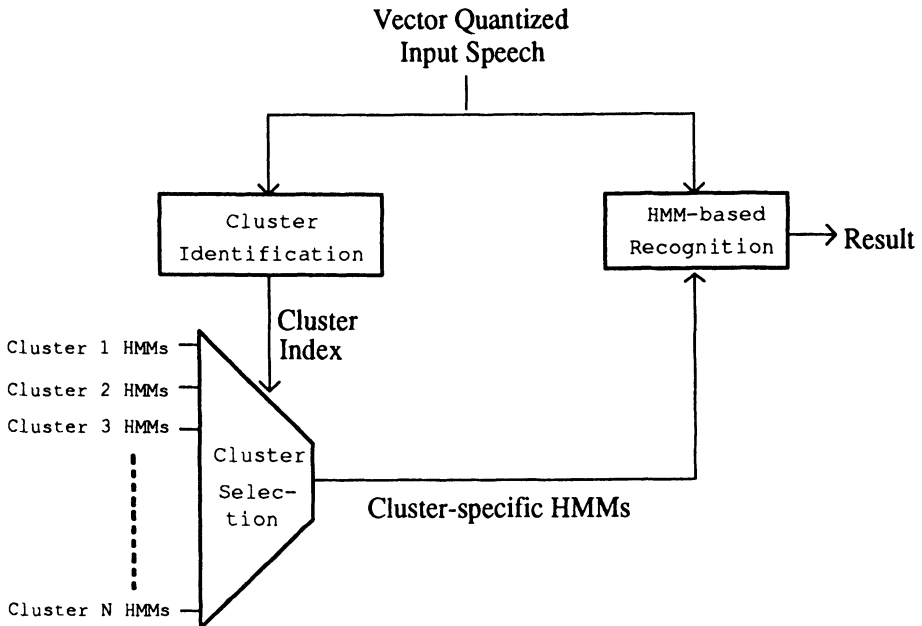 Vector Quantized
Input Speech
Cluster
Identification
HMM-based
Recognition
Result
Cluster
Index
Cluster 1 HMMs
Cluster 2 HMMs
Cluster 3 HMMs
Cluster
Selec-
tion
Cluster-specific HMMs
Cluster N HMMs